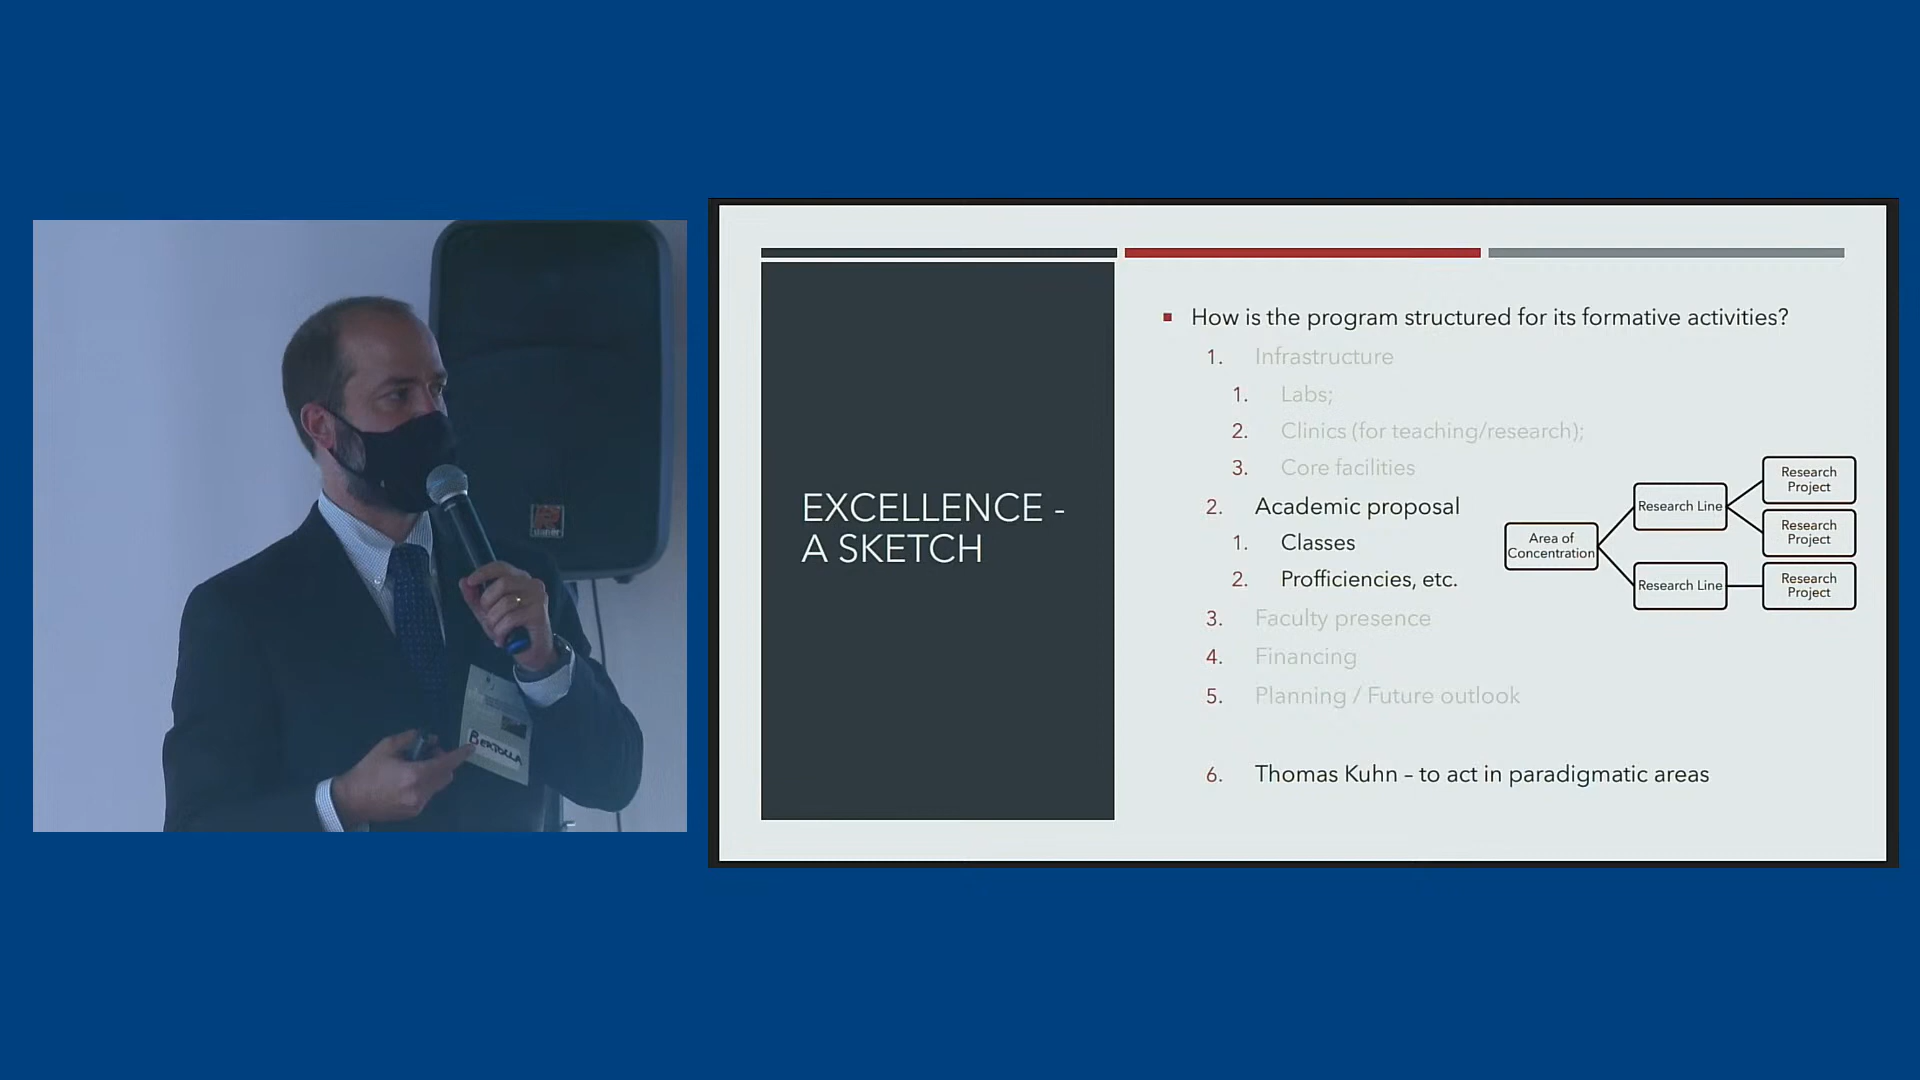 BERTOLLA
EXCELLENCE -
A SKETCH
▪ How is the program structured for its formative activities?
1. Infrastructure
1. Labs;
2. Clinics (for teaching/research);
3. Core facilities
2. Academic proposal
1. Classes
2. Profficiencies, etc.
3. Faculty presence
4. Financing
5. Planning / Future outlook
6. Thomas Kuhn – to act in paradigmatic areas
Area of
Concentration
Research Line
Research Line
Research
Project
Research
Project
Research
Project